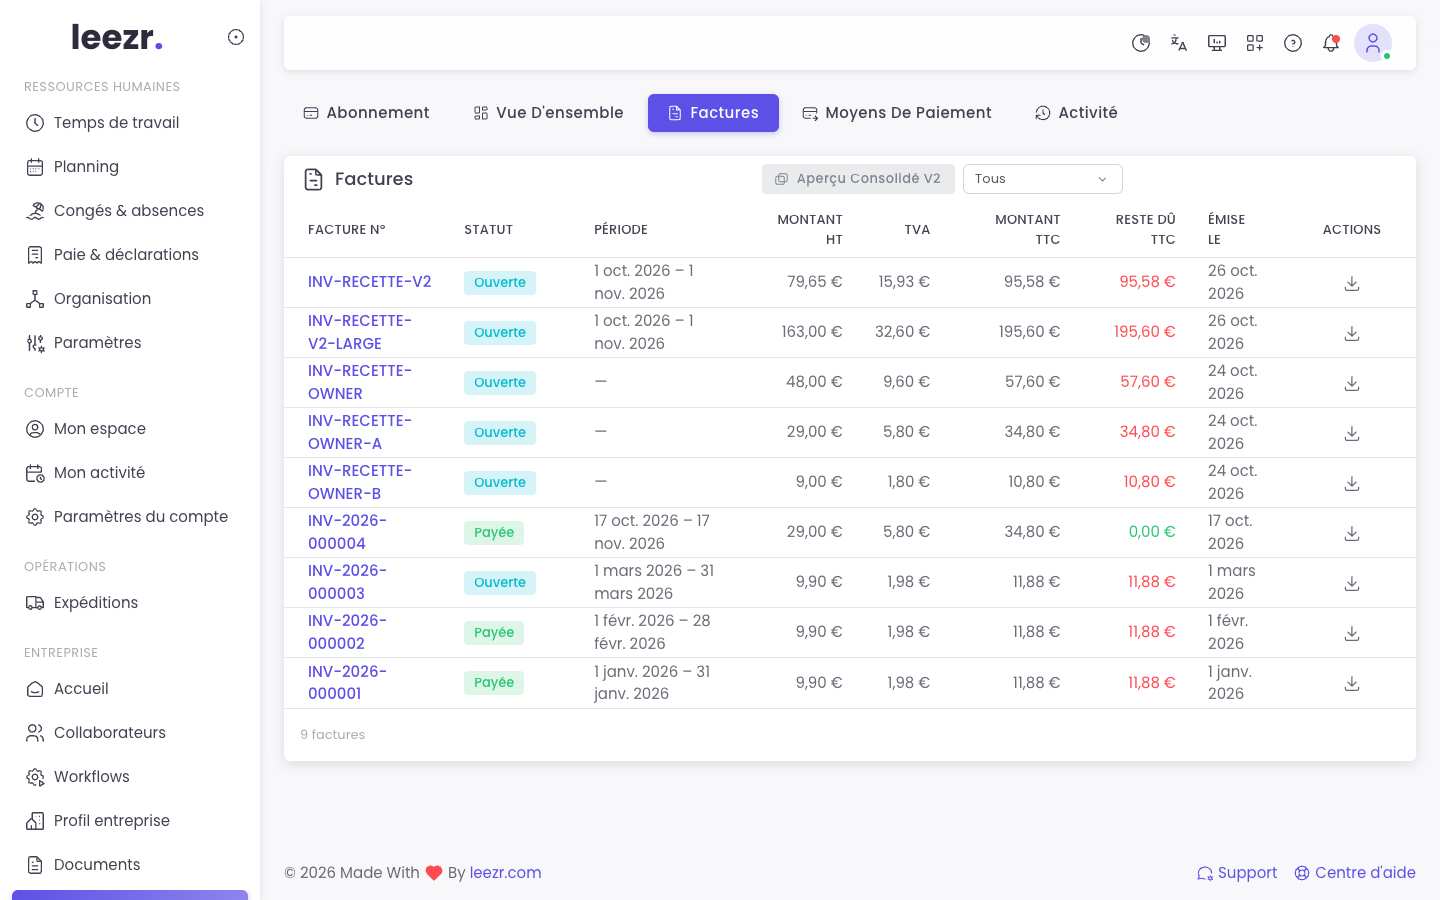 leezr.
RESSOURCES HUMAINES
Temps de travail
Planning
Congés & absences
Paie & déclarations
Organisation
Paramètres
COMPTE
Mon espace
Mon activité
Paramètres du compte
OPÉRATIONS
Expéditions
ENTREPRISE
Accueil
Collaborateurs
Workflows
Profil entreprise
Documents
Abonnement Vue D'ensemble Factures Moyens De Paiement Activité
Factures Aperçu Consolidé V2 Tous
FACTURE N° STATUT PÉRIODE MONTANT HT TVA MONTANT TTC RESTE DÛ TTC ÉMISE LE ACTIONS
INV-RECETTE-V2 Ouverte 1 oct. 2026 – 1 nov. 2026 79,65 € 15,93 € 95,58 € 95,58 € 26 oct. 2026
INV-RECETTE-V2-LARGE Ouverte 1 oct. 2026 – 1 nov. 2026 163,00 € 32,60 € 195,60 € 195,60 € 26 oct. 2026
INV-RECETTE-OWNER Ouverte — 48,00 € 9,60 € 57,60 € 57,60 € 24 oct. 2026
INV-RECETTE-OWNER-A Ouverte — 29,00 € 5,80 € 34,80 € 34,80 € 24 oct. 2026
INV-RECETTE-OWNER-B Ouverte — 9,00 € 1,80 € 10,80 € 10,80 € 24 oct. 2026
INV-2026-000004 Payée 17 oct. 2026 – 17 nov. 2026 29,00 € 5,80 € 34,80 € 0,00 € 17 oct. 2026
INV-2026-000003 Ouverte 1 mars 2026 – 31 mars 2026 9,90 € 1,98 € 11,88 € 11,88 € 1 mars 2026
INV-2026-000002 Payée 1 févr. 2026 – 28 févr. 2026 9,90 € 1,98 € 11,88 € 11,88 € 1 févr. 2026
INV-2026-000001 Payée 1 janv. 2026 – 31 janv. 2026 9,90 € 1,98 € 11,88 € 11,88 € 1 janv. 2026
9 factures
© 2026 Made With ❤ By leezr.com Support Centre d'aide